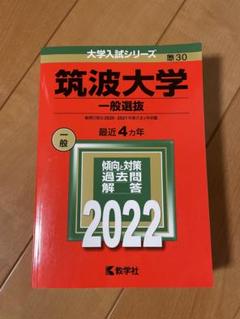 大学入試シリーズ
30
筑波大学
一般選抜
最近4カ年
一般
傾向と対策
過去問
解答
2022
教学社